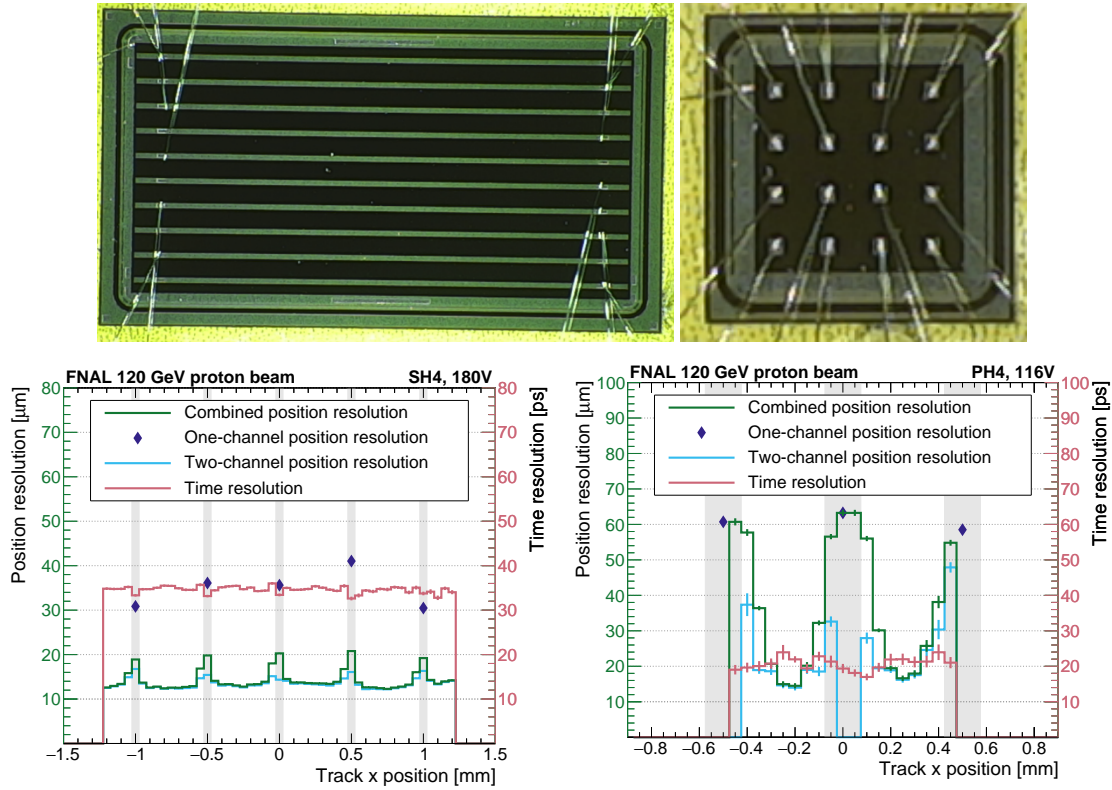 FNAL 120 GeV proton beam SH4, 180V
Combined position resolution
One-channel position resolution
Two-channel position resolution
Time resolution
Position resolution [μm]
80
70
60
50
40
30
20
10
Time resolution [ps]
80
70
60
50
40
30
20
10
−1.5 −1 −0.5 0 0.5 1 1.5
Track x position [mm]
FNAL 120 GeV proton beam PH4, 116V
Combined position resolution
One-channel position resolution
Two-channel position resolution
Time resolution
Position resolution [μm]
100
90
80
70
60
50
40
30
20
10
Time resolution [ps]
100
90
80
70
60
50
40
30
20
10
−0.8 −0.6 −0.4 −0.2 0 0.2 0.4 0.6 0.8
Track x position [mm]